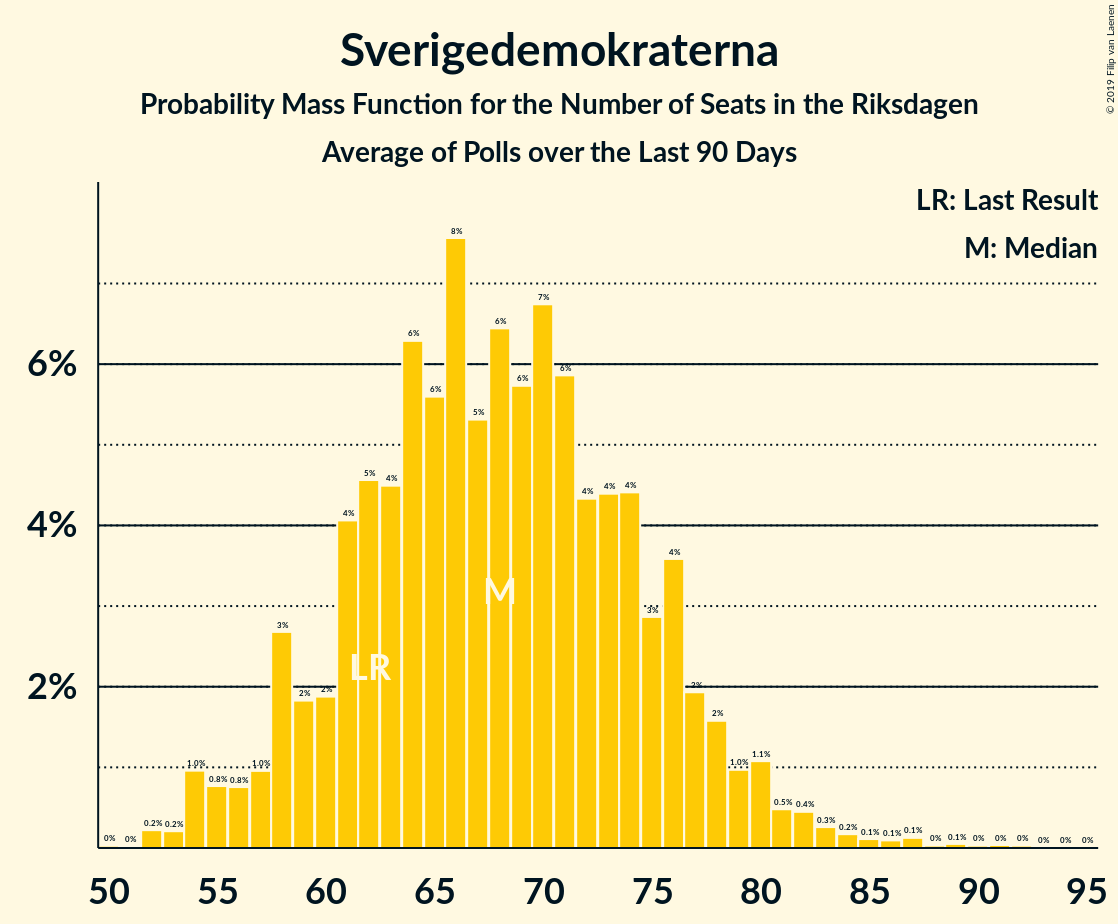 Sverigedemokraterna
Probability Mass Function for the Number of Seats in the Riksdagen
Average of Polls over the Last 90 Days
© 2019 Filip van Laenen
LR: Last Result
M: Median
6%
4%
2%
0% 0% 0.2% 0.2% 1.0% 0.8% 0.8% 1.0% 3% 2% 2% 4% 5% 4% 6% 6% 8% 5% 6% 6% 7% 6% 4% 4% 4% 3% 4% 2% 2% 1.0% 1.1% 0.5% 0.4% 0.3% 0.2% 0.1% 0.1% 0.1% 0% 0.1% 0% 0% 0% 0% 0% 0%
M
LR
50 55 60 65 70 75 80 85 90 95